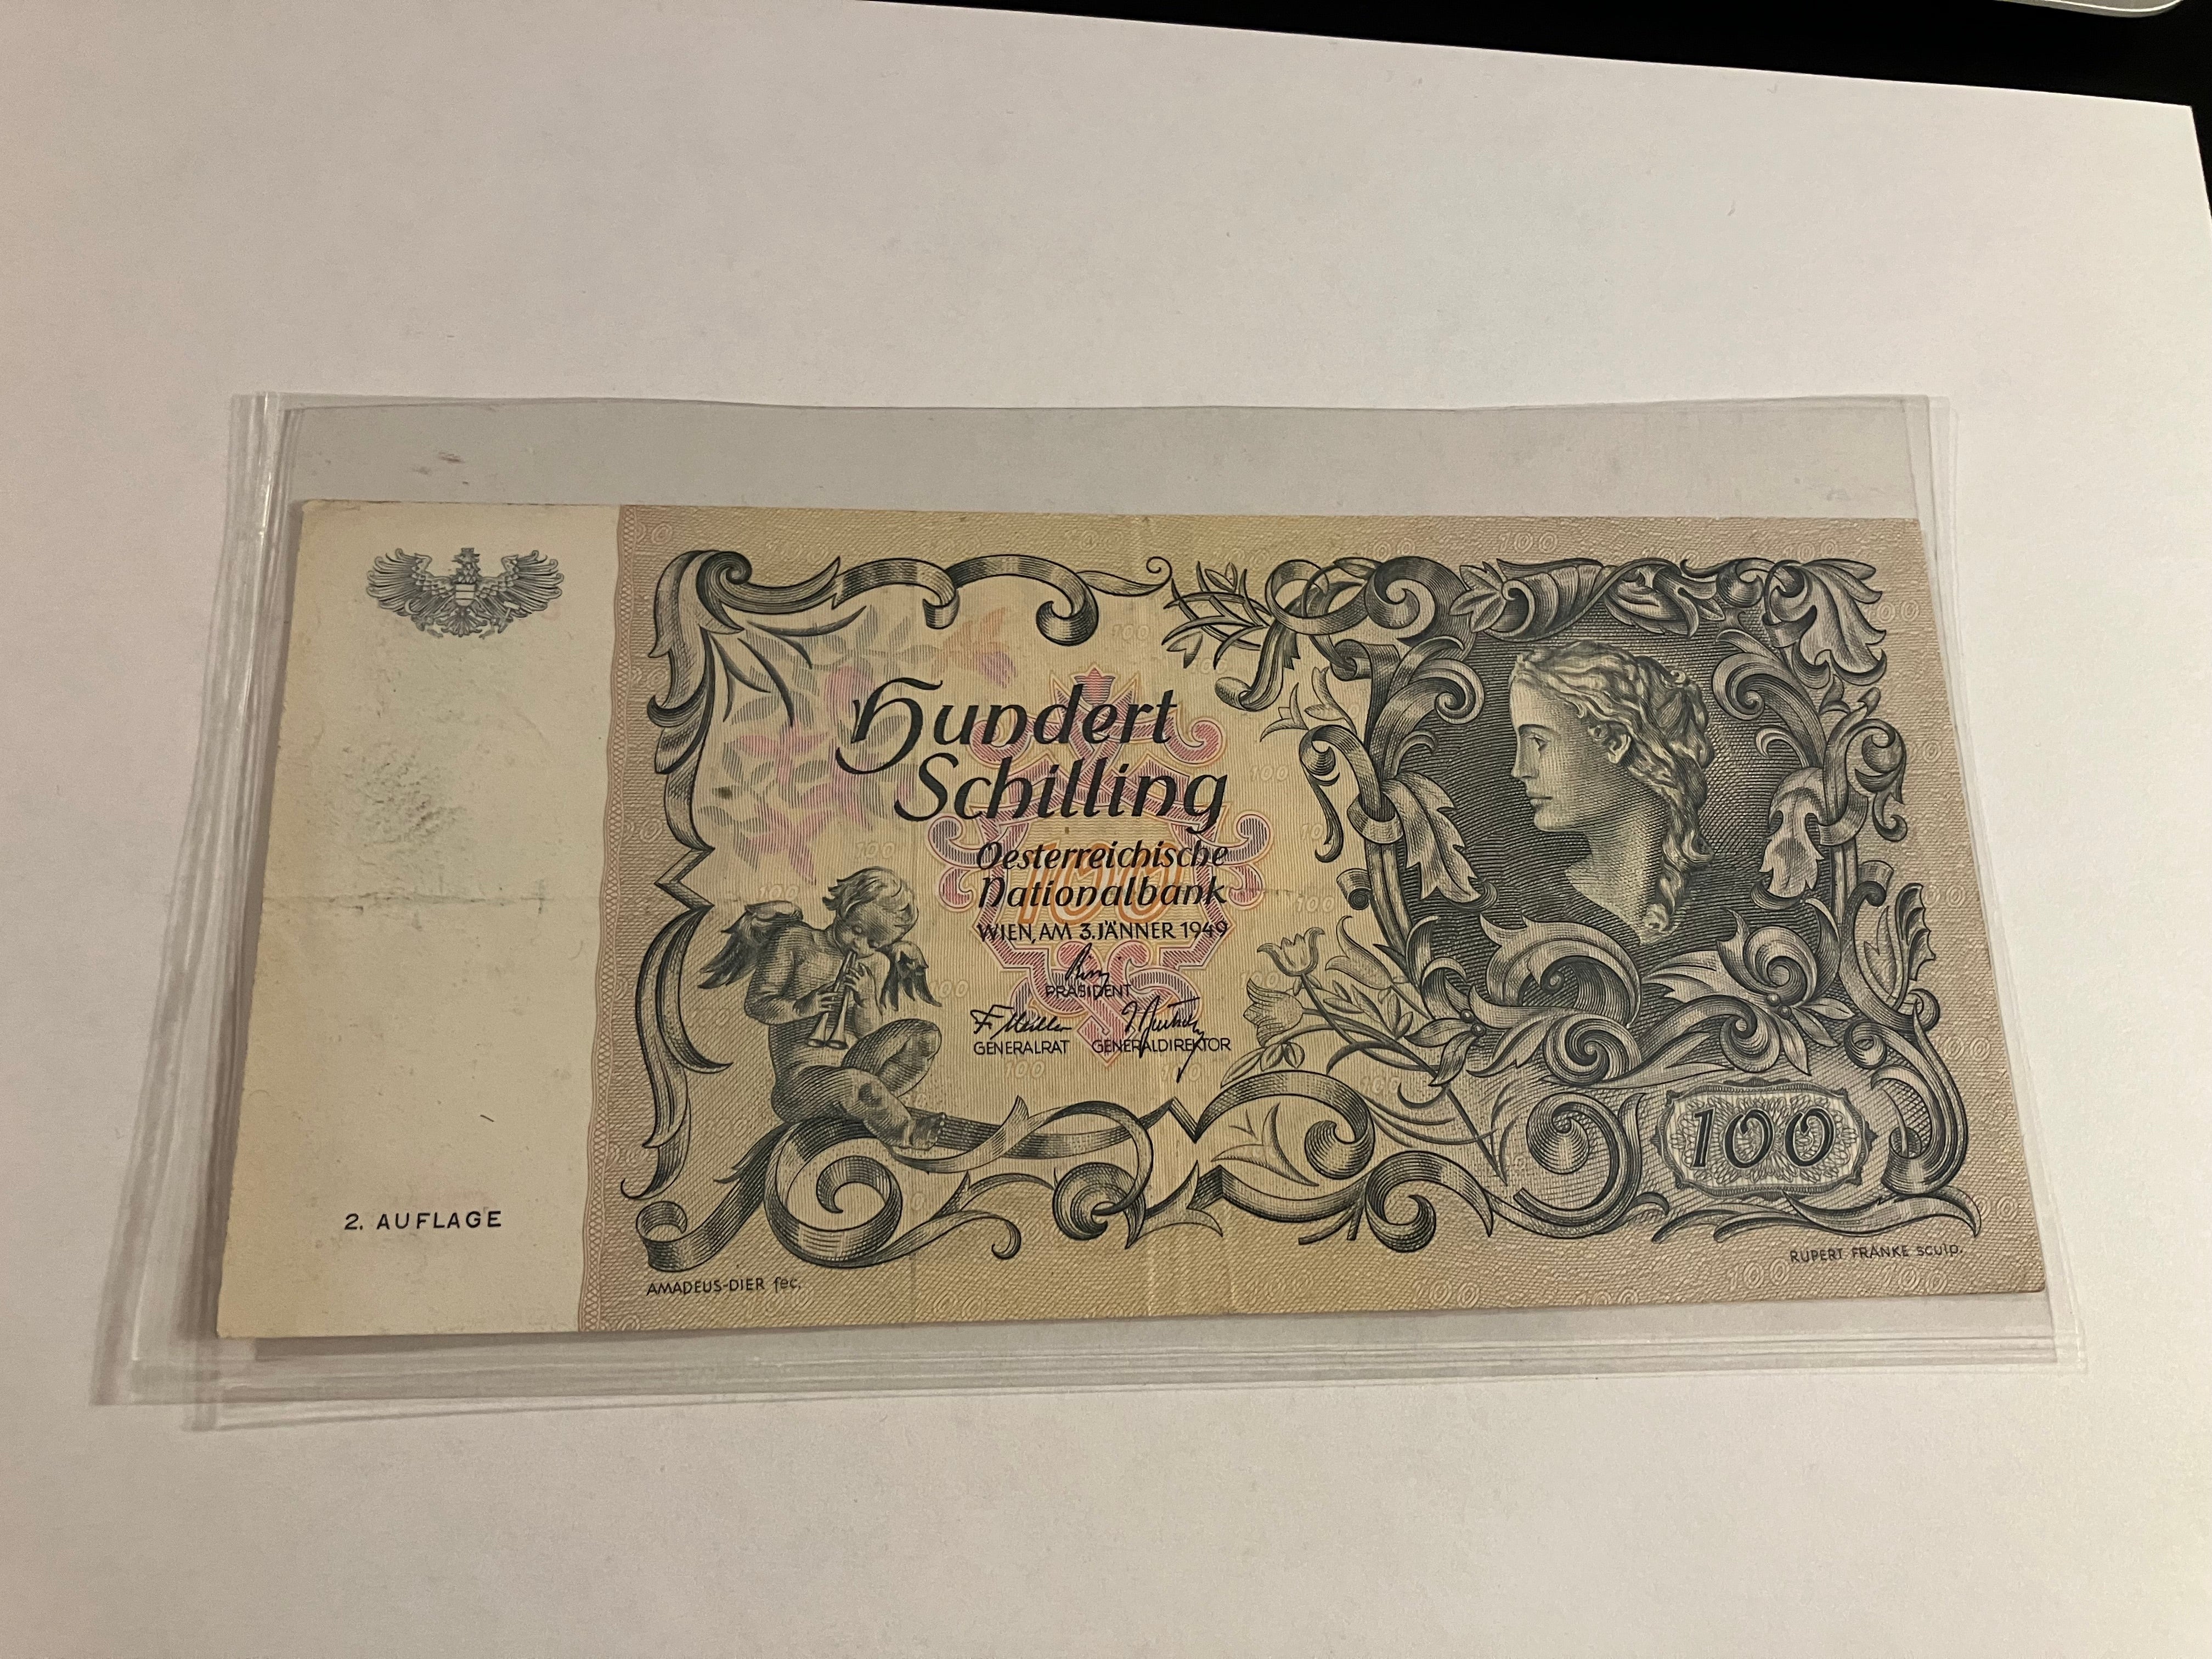 Hundert
Schilling
Oesterreichische
Nationalbank
WIEN, AM 3. JÄNNER 1949
PRÄSIDENT
GENERALRAT GENERALDIREKTOR
100
100
2. AUFLAGE
AMADEUS-DIER fec.
RUPERT FRANKE sculp.